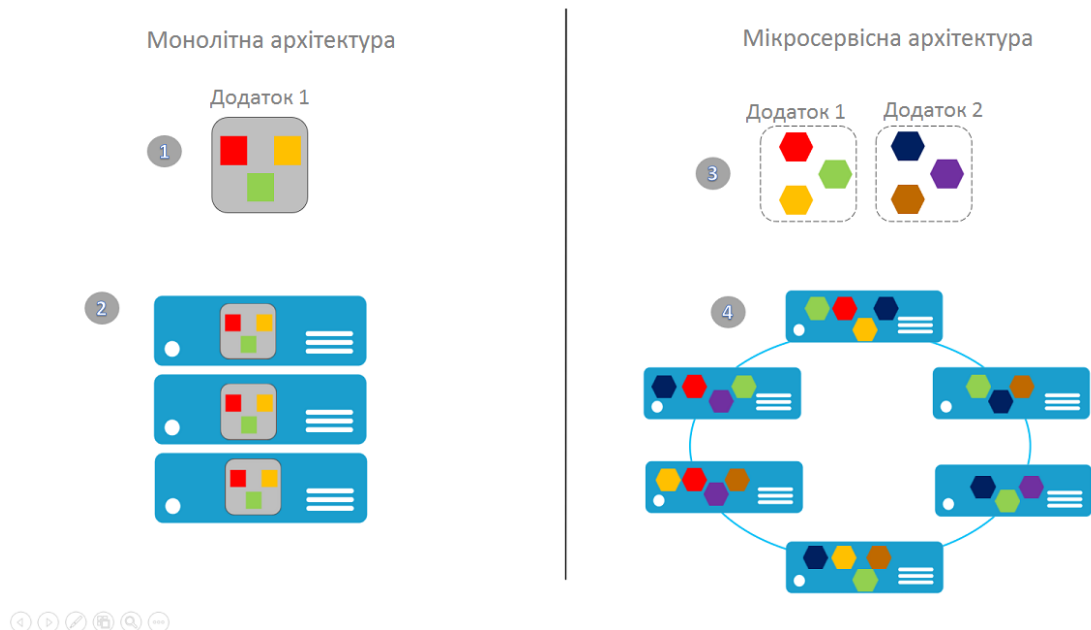 Монолітна архітектура
Додаток 1
1
2
Мікросервісна архітектура
Додаток 1
Додаток 2
3
4